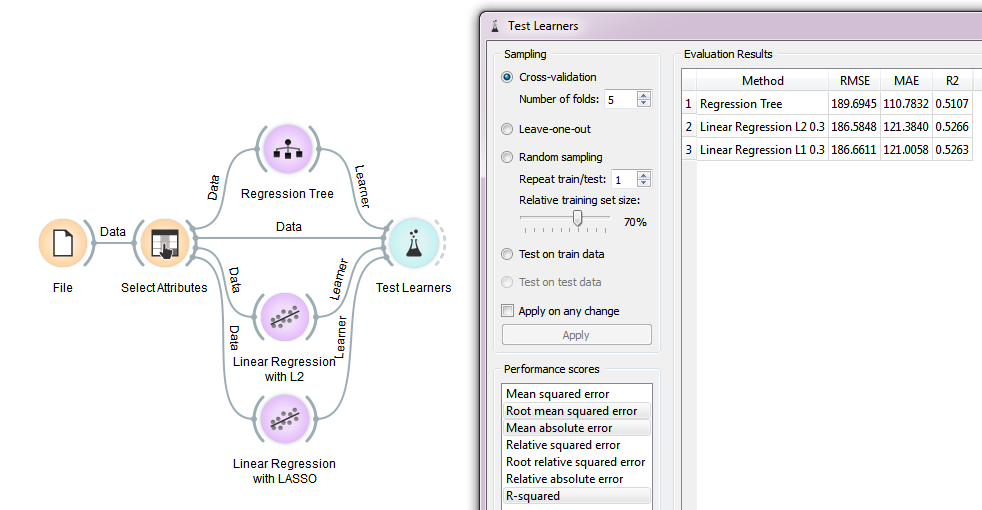 File
Data
Select Attributes
Data
Regression Tree
Learner
Data
Data
Linear Regression
with L2
Learner
Data
Linear Regression
with LASSO
Learner
Test Learners
Test Learners
Sampling
Cross-validation
Number of folds: 5
Leave-one-out
Random sampling
Repeat train/test: 1
Relative training set size:
70%
Test on train data
Test on test data
Apply on any change
Apply
Performance scores
Mean squared error
Root mean squared error
Mean absolute error
Relative squared error
Root relative squared error
Relative absolute error
R-squared
Evaluation Results
Method RMSE MAE R2
1 Regression Tree 189.6945 110.7832 0.5107
2 Linear Regression L2 0.3 186.5848 121.3840 0.5266
3 Linear Regression L1 0.3 186.6611 121.0058 0.5263